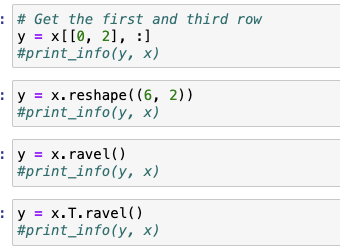 : # Get the first and third row
y = x[[0, 2], :]
#print_info(y, x)
: y = x.reshape((6, 2))
#print_info(y, x)
: y = x.ravel()
#print_info(y, x)
: y = x.T.ravel()
#print_info(y, x)